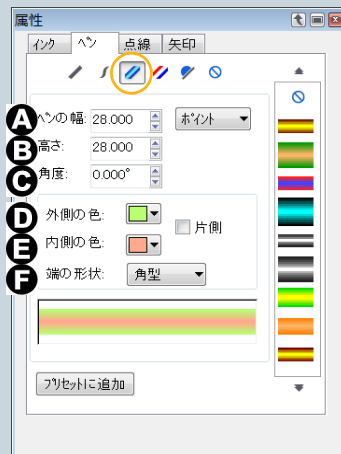 属性
インク ペン 点線 矢印
A ペンの幅: 28.000 ポイント
B 高さ: 28.000
C 角度: 0.000°
D 外側の色:
片側
E 内側の色:
F 端の形状: 角型
プリセットに追加